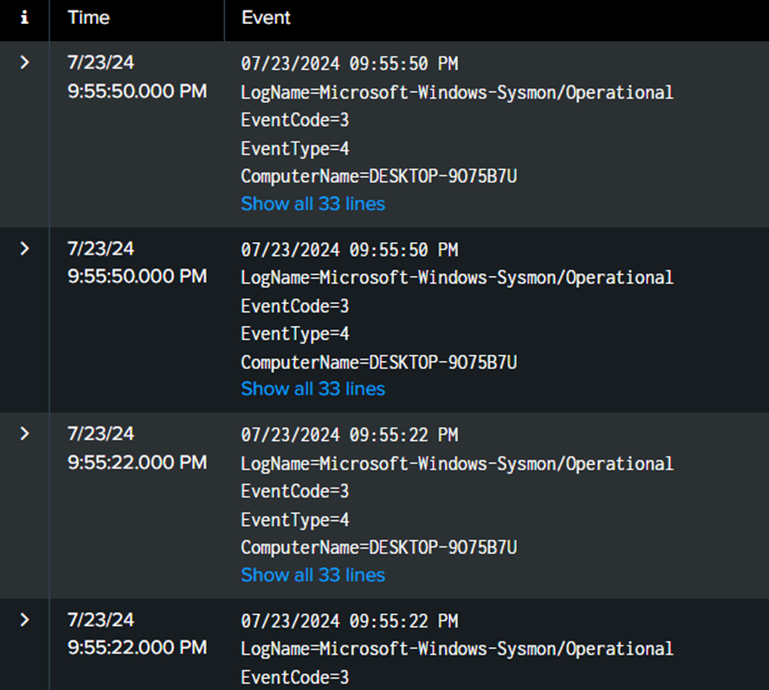 i Time Event
7/23/24 07/23/2024 09:55:50 PM
9:55:50.000 PM LogName=Microsoft-Windows-Sysmon/Operational
EventCode=3
EventType=4
ComputerName=DESKTOP-9O75B7U
Show all 33 lines
7/23/24 07/23/2024 09:55:50 PM
9:55:50.000 PM LogName=Microsoft-Windows-Sysmon/Operational
EventCode=3
EventType=4
ComputerName=DESKTOP-9O75B7U
Show all 33 lines
7/23/24 07/23/2024 09:55:22 PM
9:55:22.000 PM LogName=Microsoft-Windows-Sysmon/Operational
EventCode=3
EventType=4
ComputerName=DESKTOP-9O75B7U
Show all 33 lines
7/23/24 07/23/2024 09:55:22 PM
9:55:22.000 PM LogName=Microsoft-Windows-Sysmon/Operational
EventCode=3